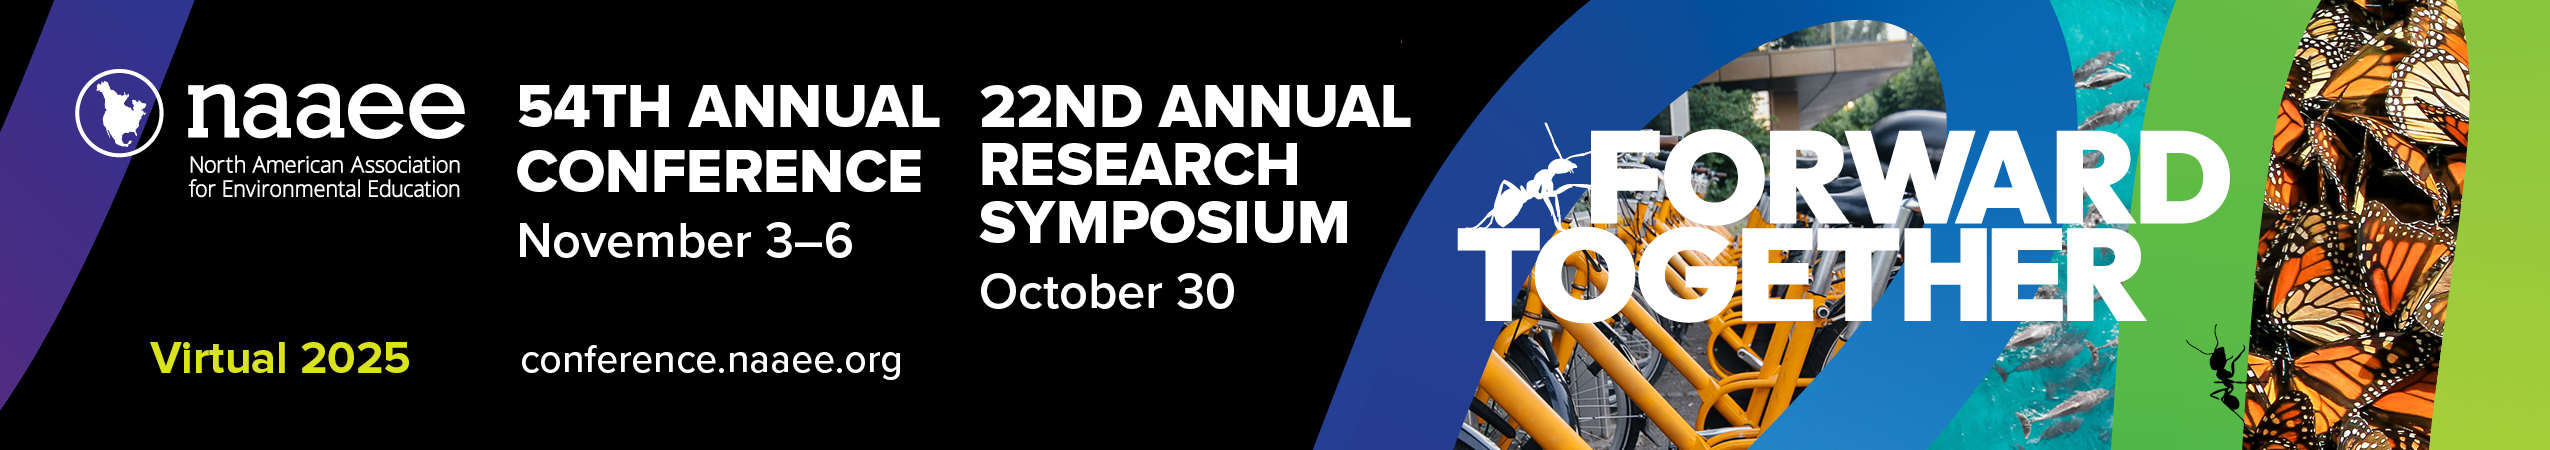 naaee
North American Association
for Environmental Education
Virtual 2025
54TH ANNUAL
CONFERENCE
November 3–6
conference.naaee.org
22ND ANNUAL
RESEARCH
SYMPOSIUM
October 30
FORWARD
TOGETHER